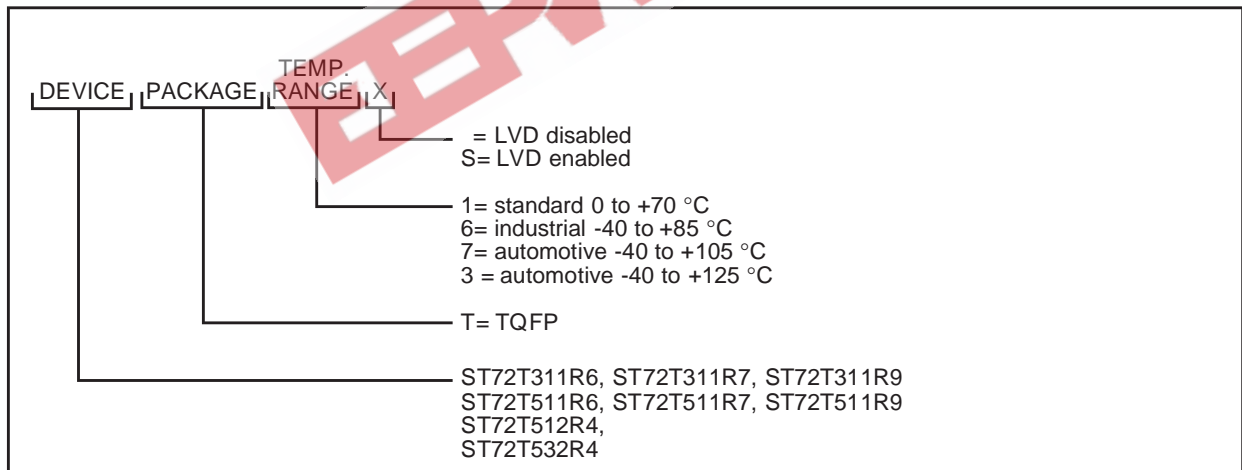 TEMP.
DEVICE PACKAGE RANGE X
= LVD disabled
S= LVD enabled
1= standard 0 to +70 °C
6= industrial -40 to +85 °C
7= automotive -40 to +105 °C
3 = automotive -40 to +125 °C
T= TQFP
ST72T311R6, ST72T311R7, ST72T311R9
ST72T511R6, ST72T511R7, ST72T511R9
ST72T512R4,
ST72T532R4